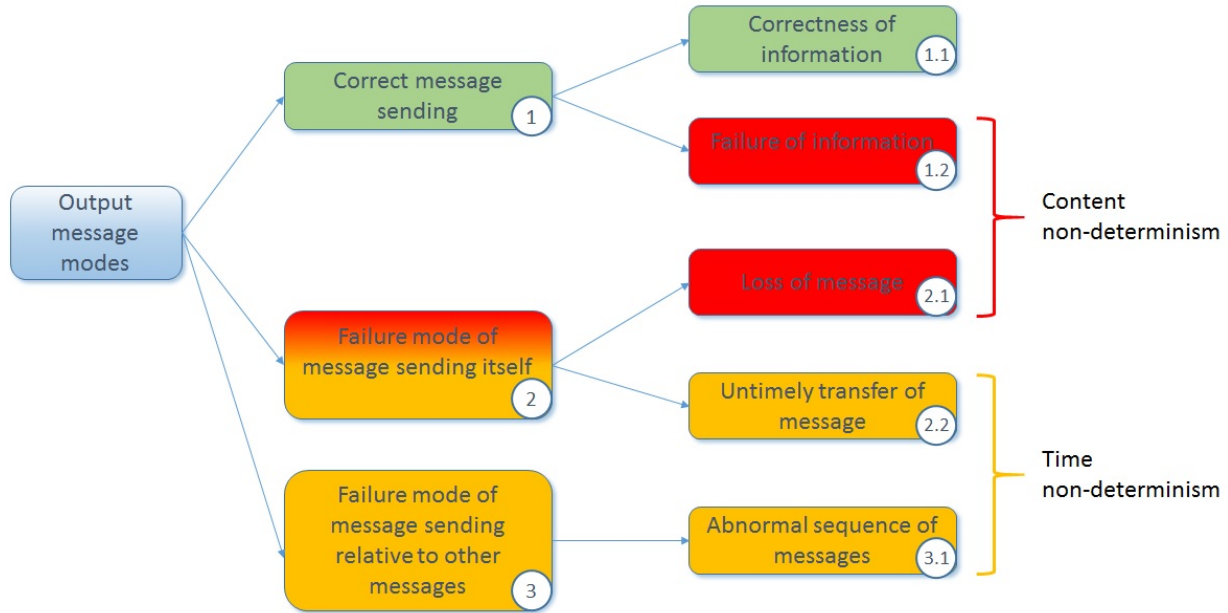 Output
message
modes
Correct message
sending
1
Correctness of
information
1.1
Failure of information
1.2
Content
non-determinism
Failure mode of
message sending itself
2
Loss of message
2.1
Untimely transfer of
message
2.2
Time
non-determinism
Failure mode of
message sending
relative to other
messages
3
Abnormal sequence of
messages
3.1